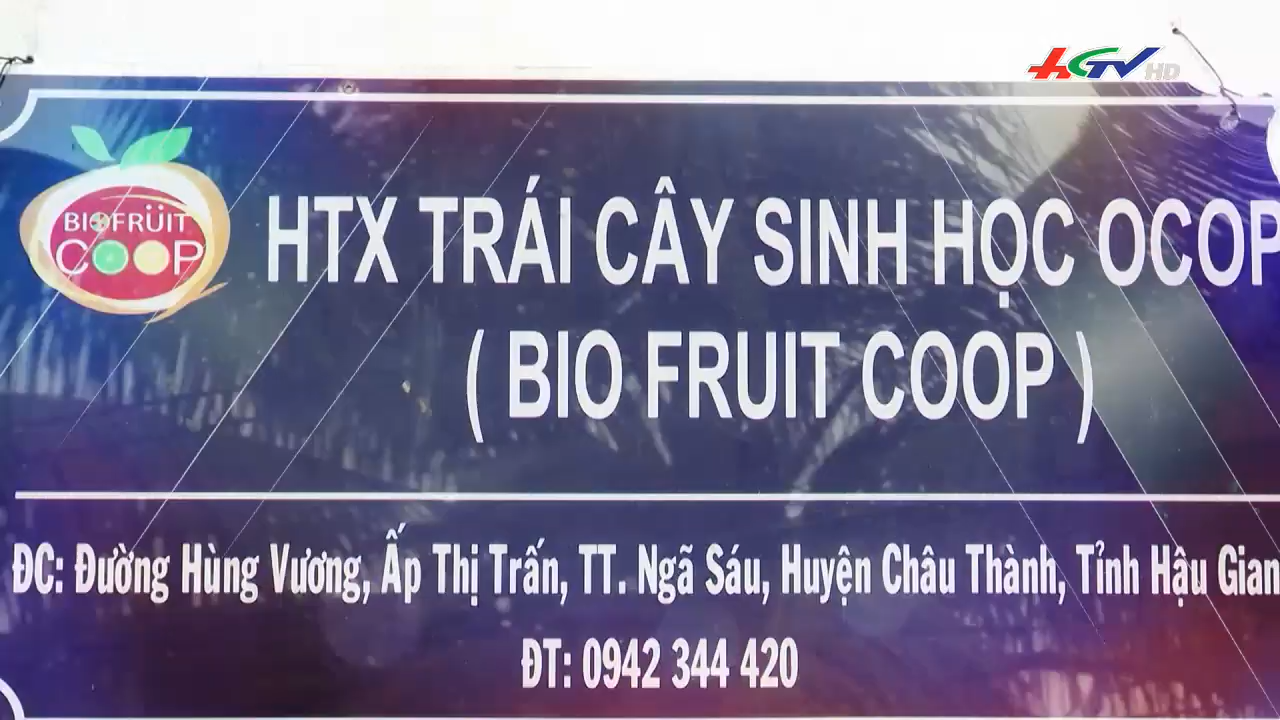 HGTV HD
BIOFRÜIT
COOP
HTX TRÁI CÂY SINH HỌC OCOP
( BIO FRUIT COOP )
ĐC: Đường Hùng Vương, Ấp Thị Trấn, TT. Ngã Sáu, Huyện Châu Thành, Tỉnh Hậu Gian
ĐT: 0942 344 420